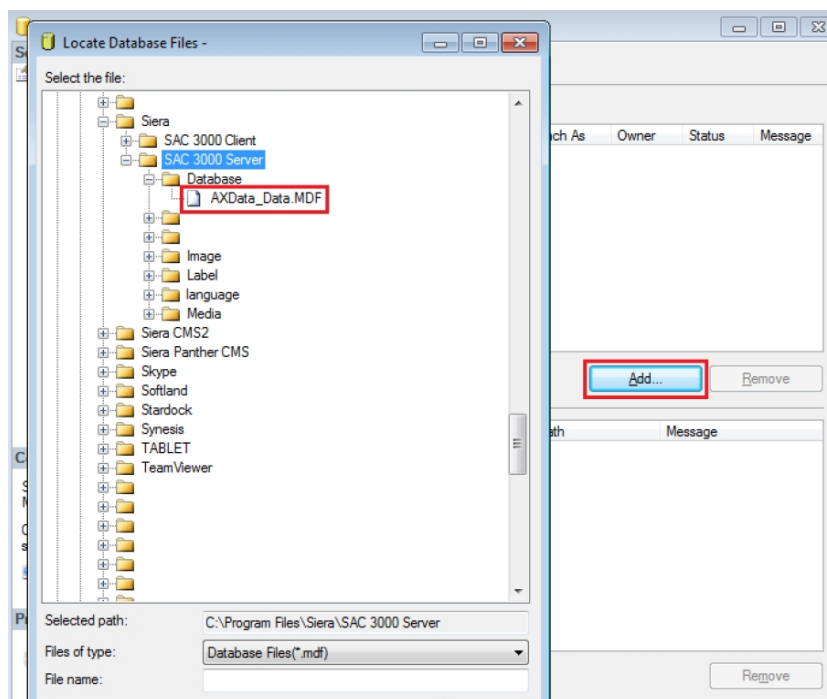 Locate Database Files -
Select the file:
Siera
SAC 3000 Client
SAC 3000 Server
Database
AXData_Data.MDF
Image
Label
language
Media
Siera CMS2
Siera Panther CMS
Skype
Softland
Stardock
Synesis
TABLET
TeamViewer
Selected path:
C:\Program Files\Siera\SAC 3000 Server
Files of type:
Database Files(*.mdf)
File name:
Owner
Status
Message
Add...
Remove
Message
Remove